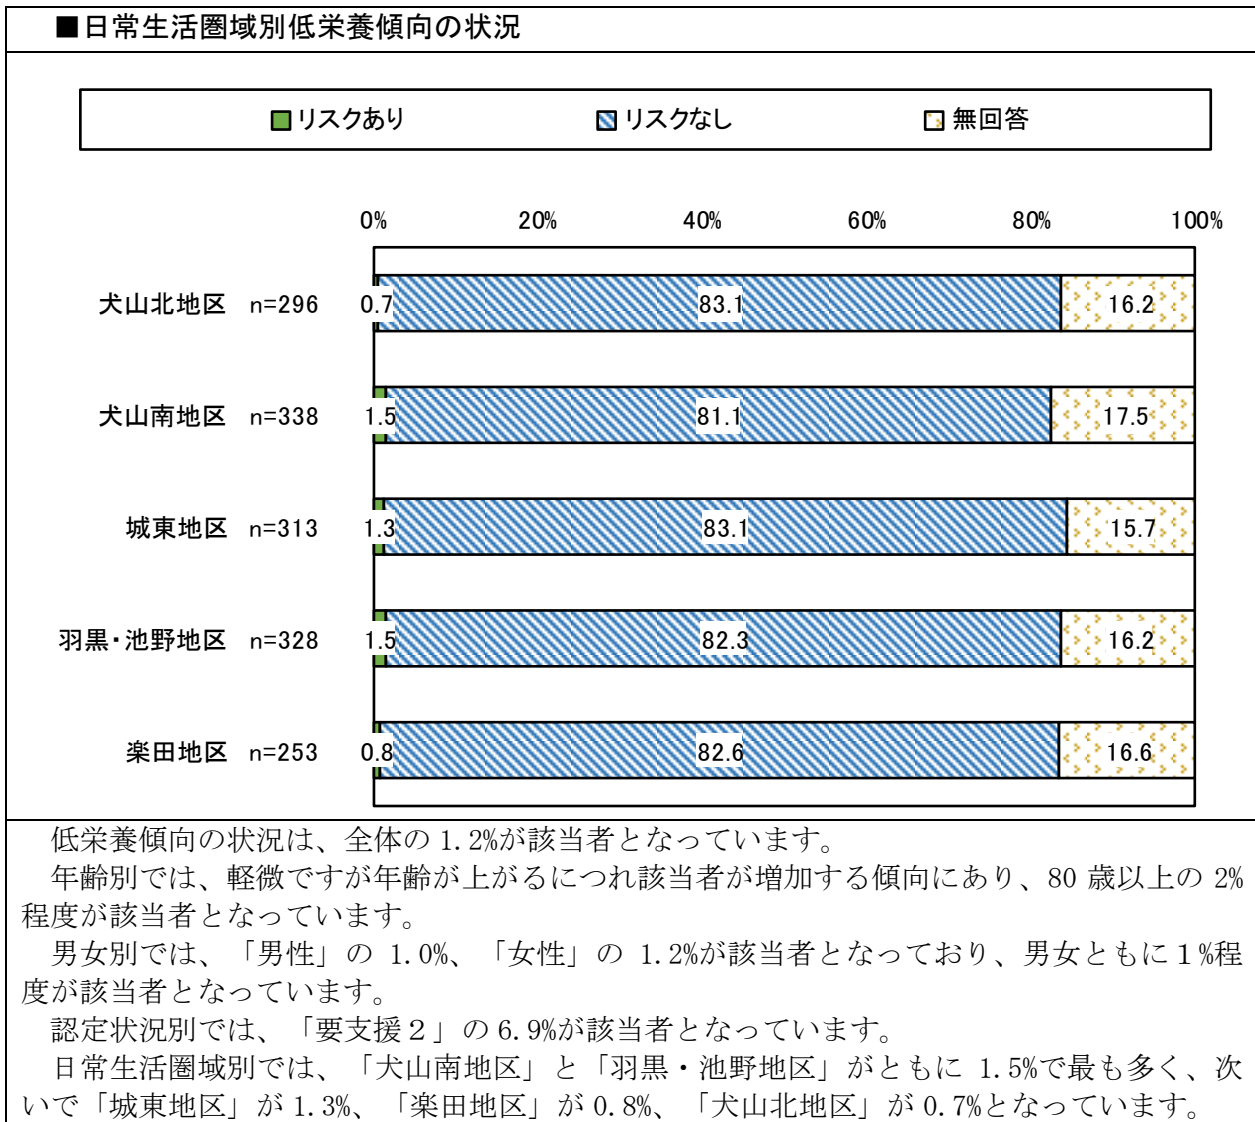 ■日常生活圏域別低栄養傾向の状況
リスクあり リスクなし 無回答
0% 20% 40% 60% 80% 100%
犬山北地区 n=296 0.7 83.1 16.2
犬山南地区 n=338 1.5 81.1 17.5
城東地区 n=313 1.3 83.1 15.7
羽黒・池野地区 n=328 1.5 82.3 16.2
楽田地区 n=253 0.8 82.6 16.6
低栄養傾向の状況は、全体の 1.2%が該当者となっています。
年齢別では、軽微ですが年齢が上がるにつれ該当者が増加する傾向にあり、80 歳以上の 2%
程度が該当者となっています。
男女別では、「男性」の 1.0%、「女性」の 1.2%が該当者となっており、男女ともに１%程
度が該当者となっています。
認定状況別では、「要支援２」の 6.9%が該当者となっています。
日常生活圏域別では、「犬山南地区」と「羽黒・池野地区」がともに 1.5%で最も多く、次
いで「城東地区」が 1.3%、「楽田地区」が 0.8%、「犬山北地区」が 0.7%となっています。